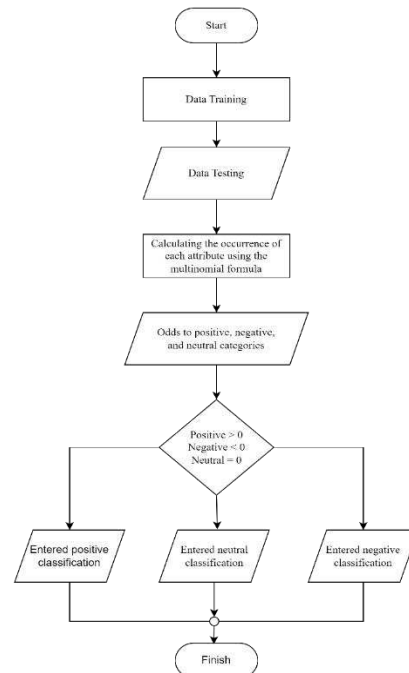 Start
Data Training
Data Testing
Calculating the occurrence of
each attribute using the
multinomial formula
Odds to positive, negative,
and neutral categories
Positive > 0
Negative < 0
Neutral = 0
Entered positive
classification
Entered neutral
classification
Entered negative
classification
Finish